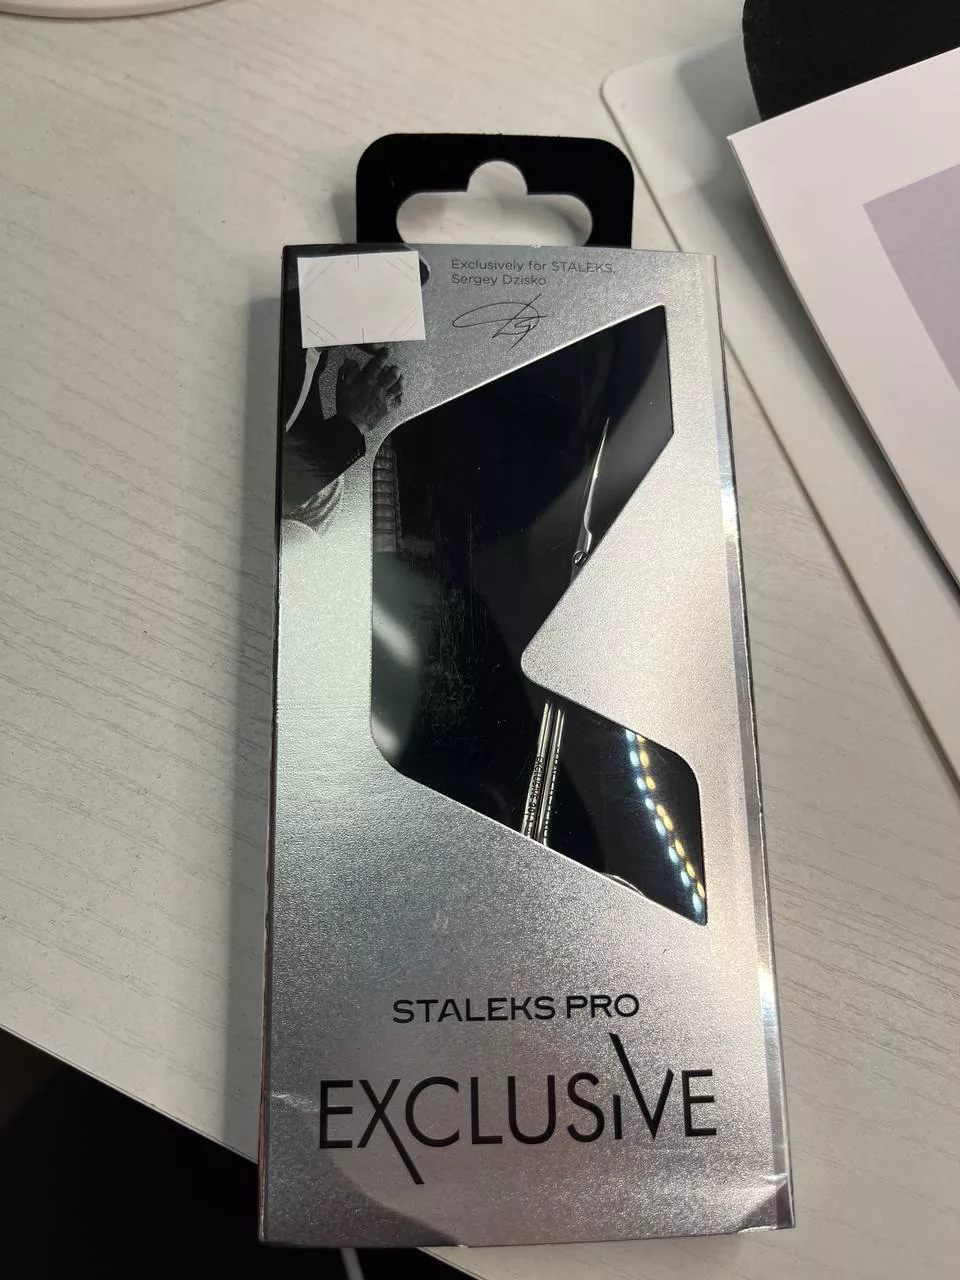 Exclusively for STALEKS,
Sergey Dzisko
STALEKS PRO
EXCLUSiVE